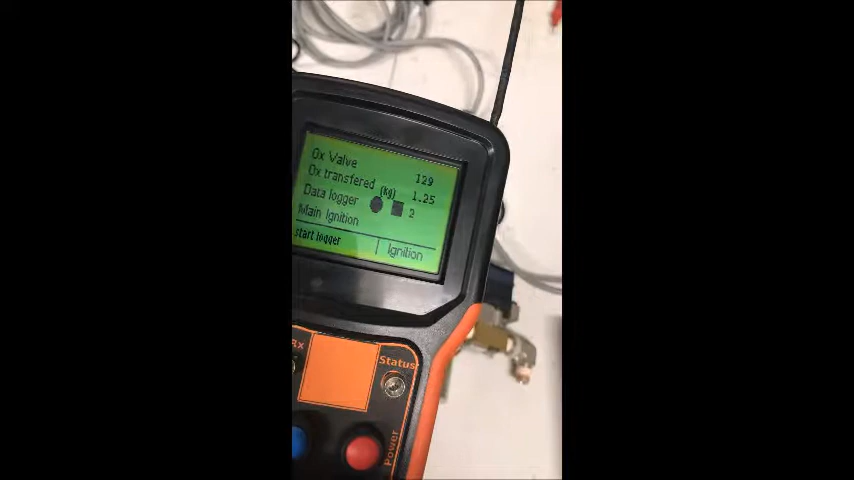 Ox Valve 129
Ox transfered (Kg) 1.25
Data logger 2
Main Ignition
start logger | Ignition
Rx
Status
Power